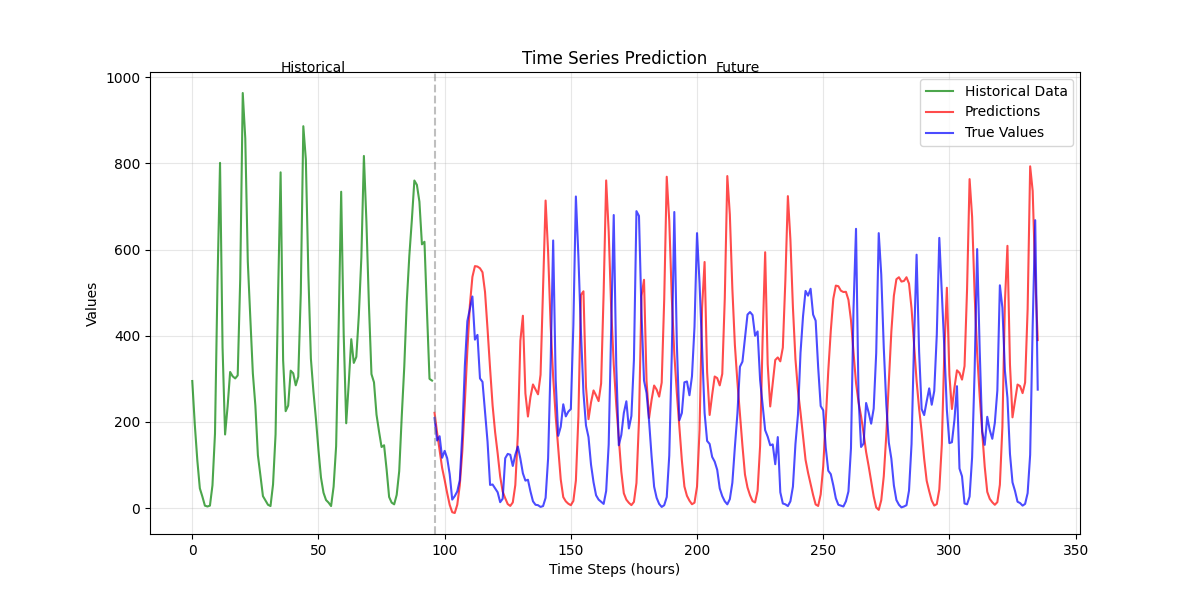 Time Series Prediction
Historical
Future
1000
800
600
400
200
0
Values
Historical Data
Predictions
True Values
0
50
100
150
200
250
300
350
Time Steps (hours)